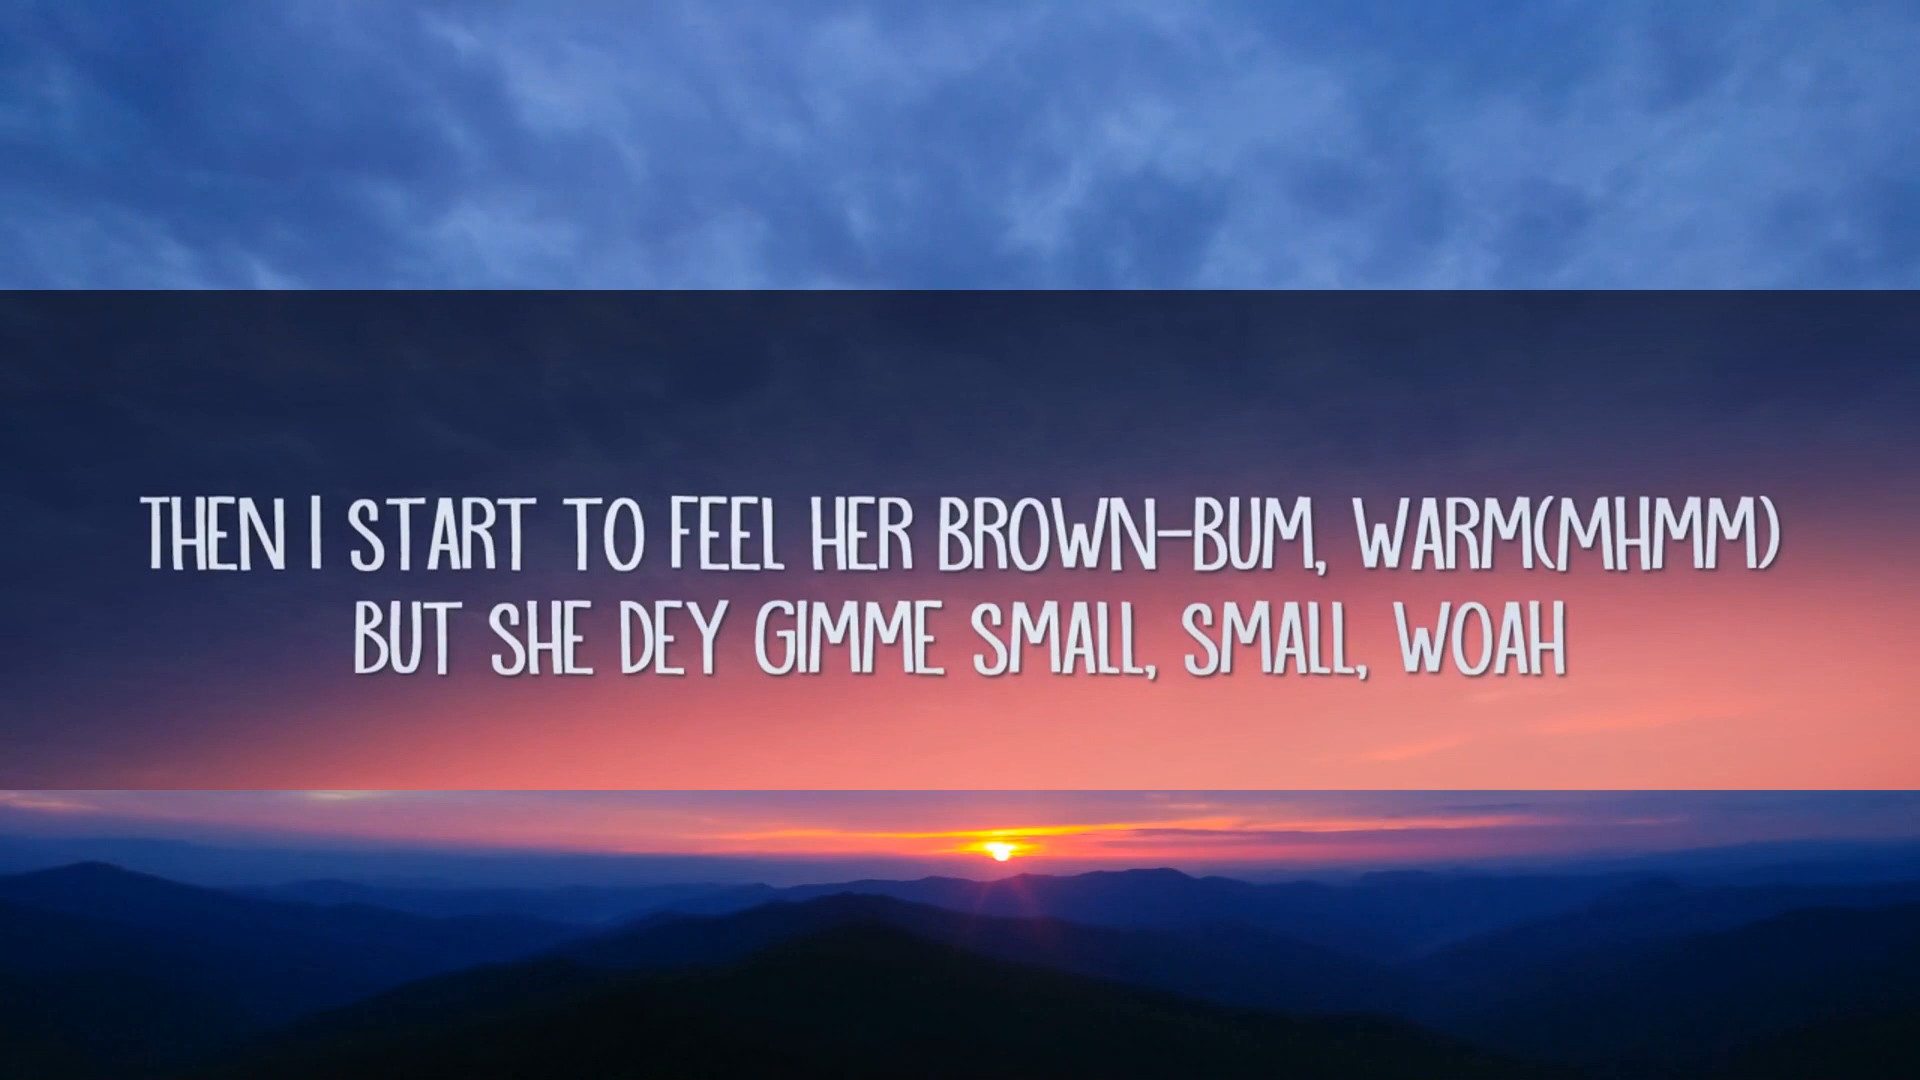 THEN I START TO FEEL HER BROWN-BUM, WARM(MHMM)
BUT SHE DEY GIMME SMALL, SMALL, WOAH